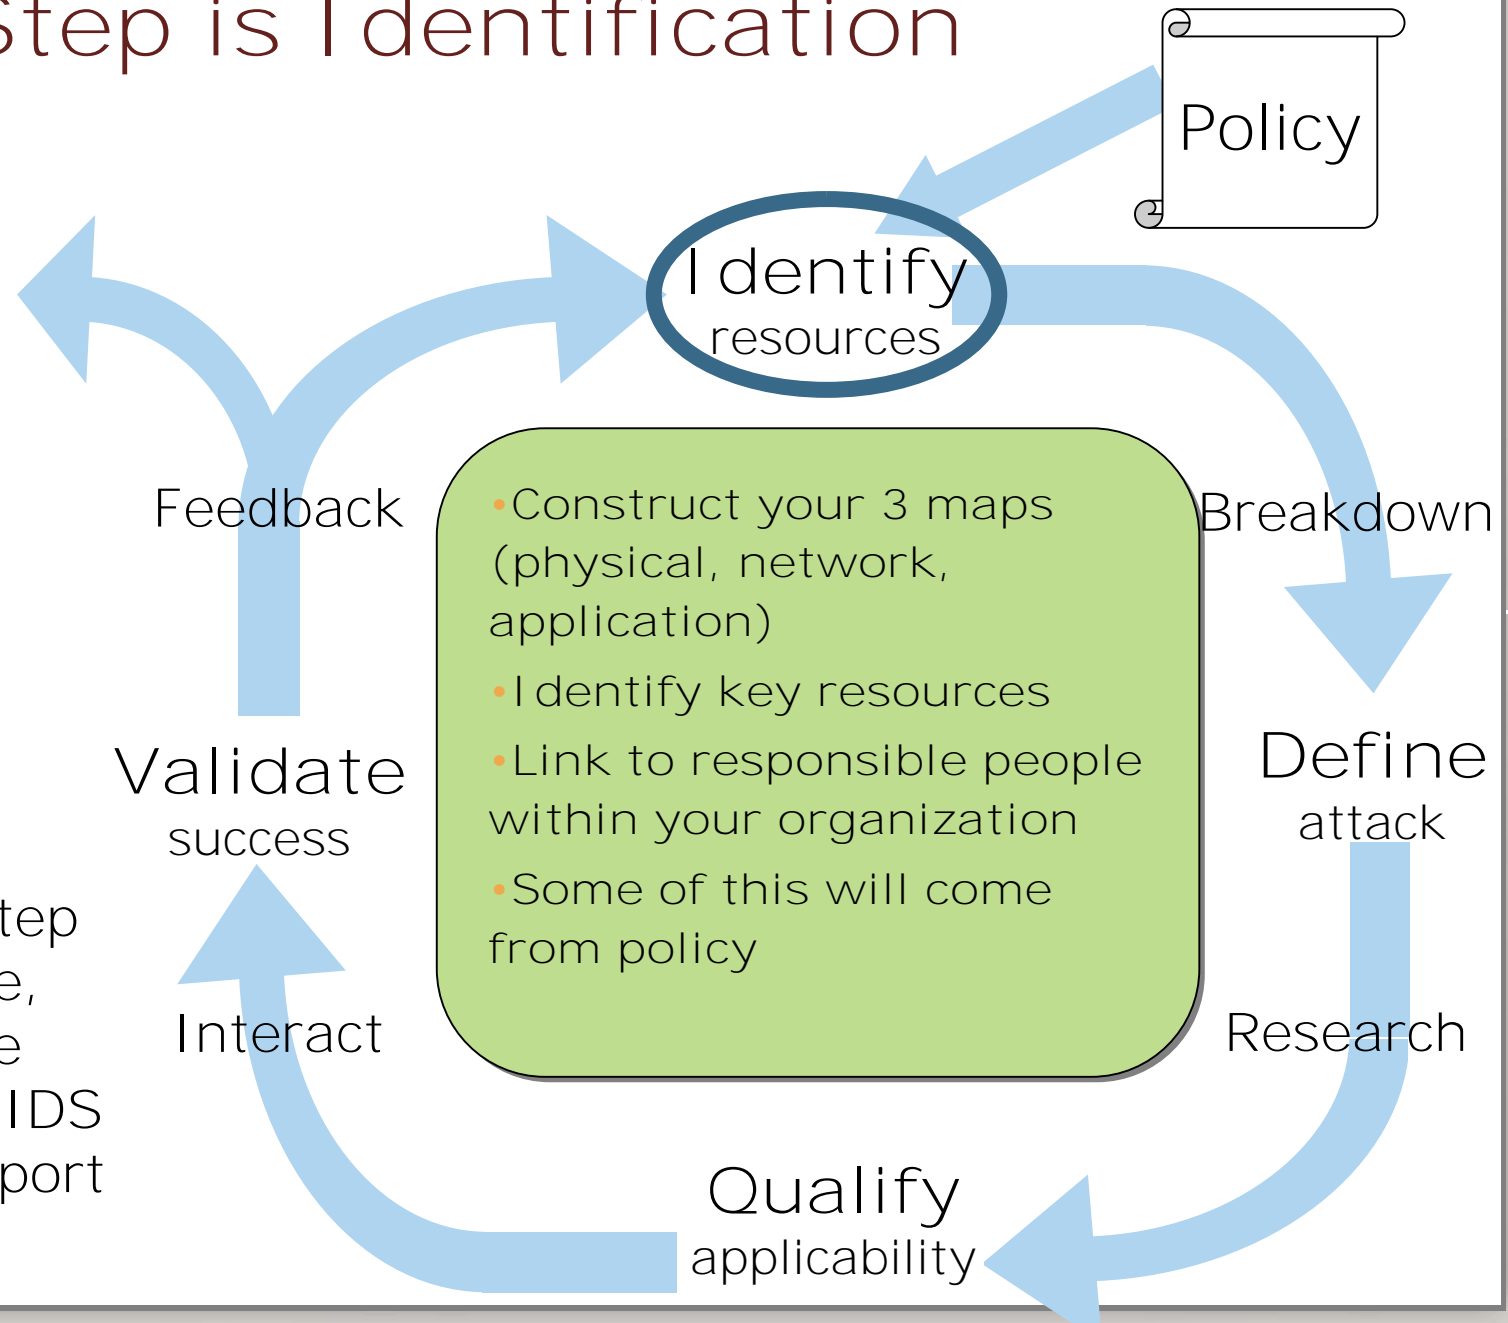 Step is Identification
Policy
Identify
resources
Feedback
Breakdown
•Construct your 3 maps
(physical, network,
application)
•Identify key resources
•Link to responsible people
within your organization
•Some of this will come
from policy
Validate
success
Define
attack
Interact
Research
IDS
Qualify
applicability